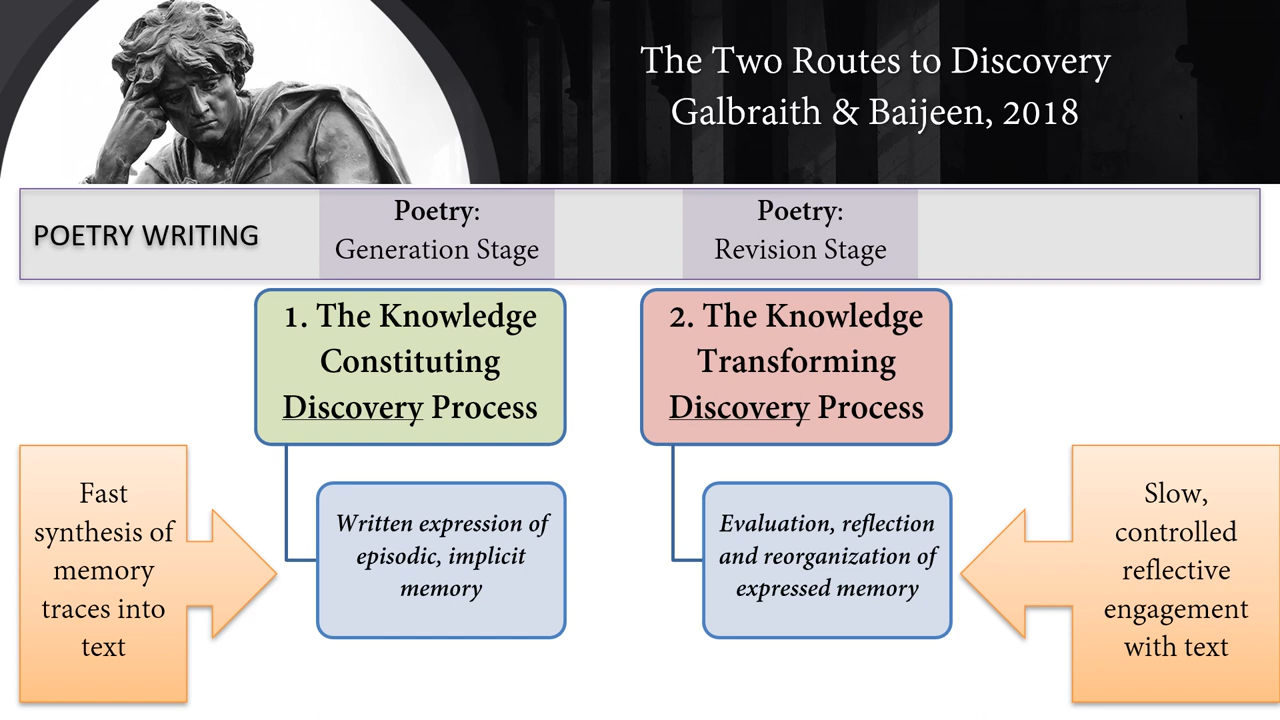 The Two Routes to Discovery
Galbraith & Baijeen, 2018
POETRY WRITING
Poetry:
Generation Stage
Poetry:
Revision Stage
1. The Knowledge
Constituting
Discovery Process
2. The Knowledge
Transforming
Discovery Process
Fast
synthesis of
memory
traces into
text
Written expression of
episodic, implicit
memory
Evaluation, reflection
and reorganization of
expressed memory
Slow,
controlled
reflective
engagement
with text